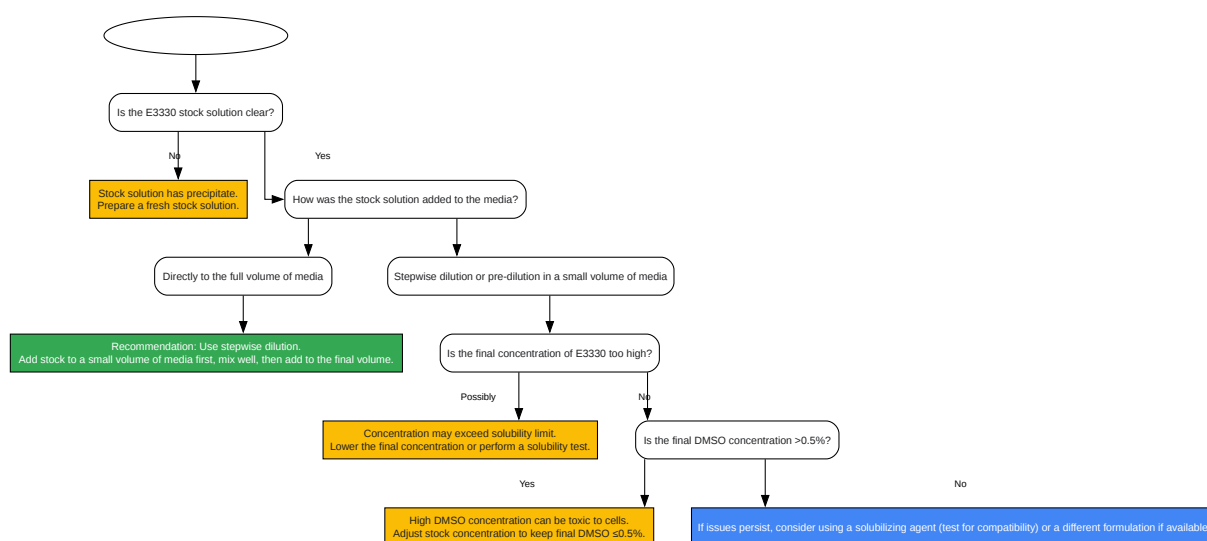 Is the E3330 stock solution clear?
No
Yes
Stock solution has precipitate.
Prepare a fresh stock solution.
How was the stock solution added to the media?
Directly to the full volume of media
Stepwise dilution or pre-dilution in a small volume of media
Recommendation: Use stepwise dilution.
Add stock to a small volume of media first, mix well, then add to the final volume.
Is the final concentration of E3330 too high?
Possibly
No
Concentration may exceed solubility limit.
Lower the final concentration or perform a solubility test.
Is the final DMSO concentration >0.5%?
Yes
No
High DMSO concentration can be toxic to cells.
Adjust stock concentration to keep final DMSO ≤0.5%.
If issues persist, consider using a solubilizing agent (test for compatibility) or a different formulation if available